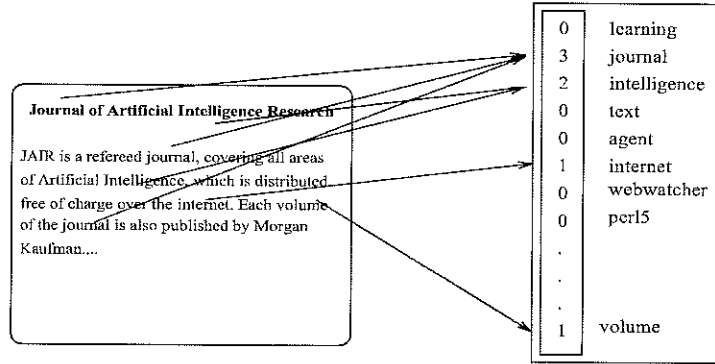 Journal of Artificial Intelligence Research
JAIR is a refereed journal, covering all areas
of Artificial Intelligence, which is distributed
free of charge over the internet. Each volume
of the journal is also published by Morgan
Kaufman....
0 learning
3 journal
2 intelligence
0 text
0 agent
1 internet
0 webwatcher
0 perl5
.
.
.
1 volume